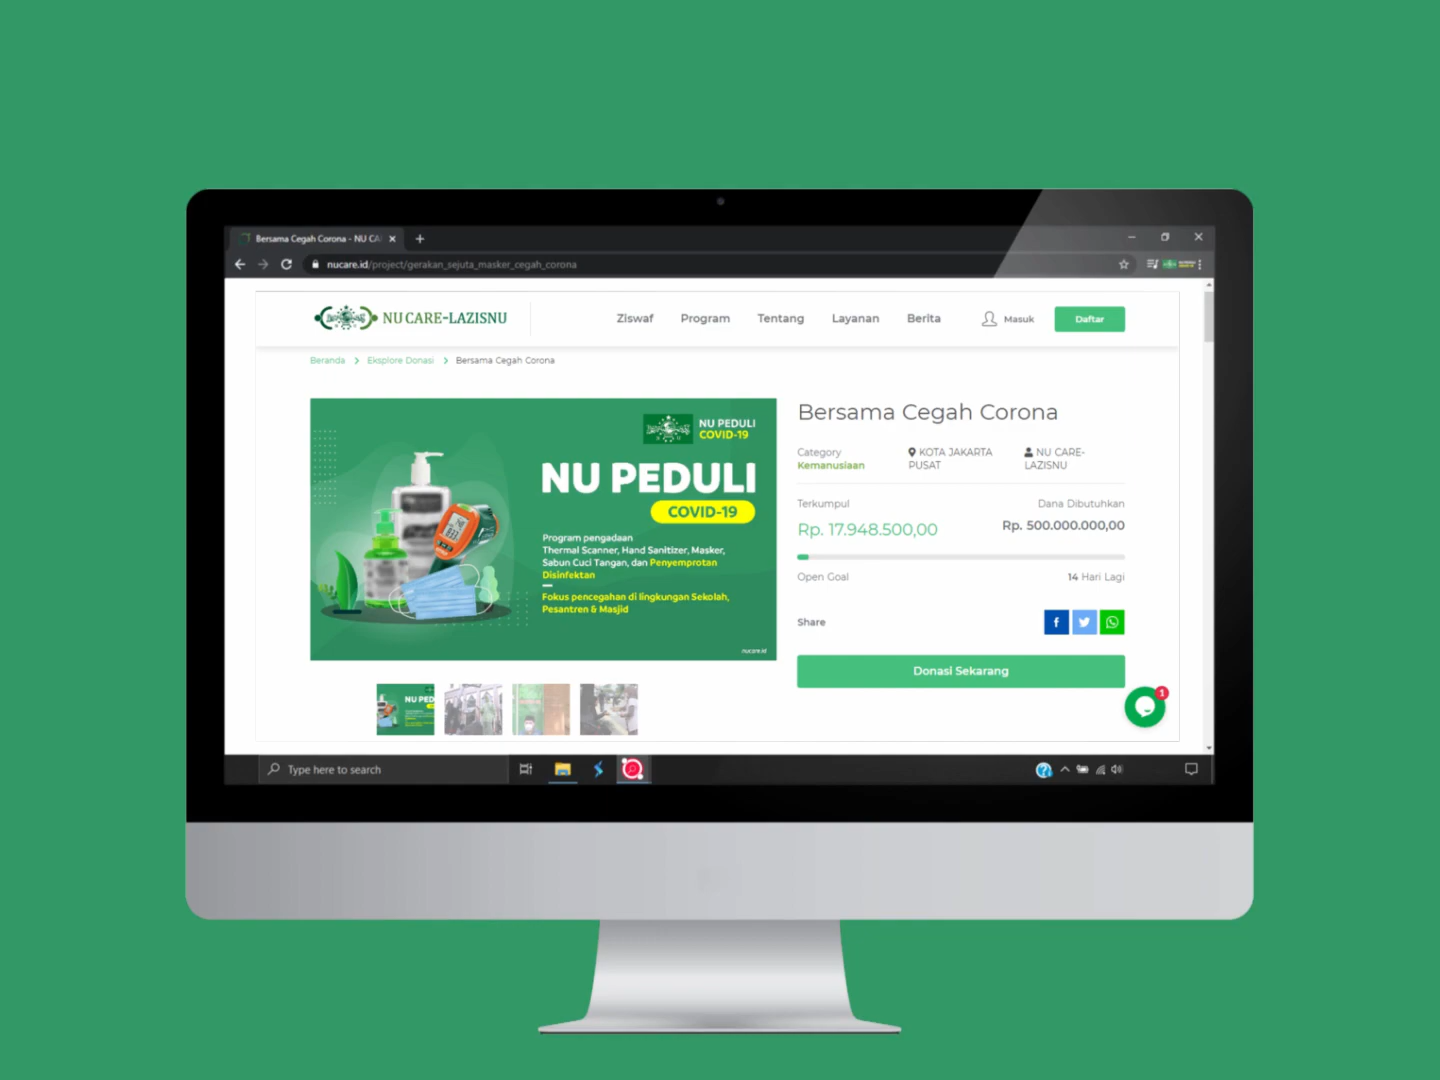 Bersama Cegah Corona - NU CA
nucare.id/project/gerakan_sejuta_masker_cegah_corona
NU CARE-LAZISNU
Ziswaf
Program
Tentang
Layanan
Berita
Masuk
Daftar
Beranda > Eksplore Donasi > Bersama Cegah Corona
NU PEDULI
COVID-19
NU PEDULI
COVID-19
Program pengadaan
Thermal Scanner, Hand Sanitizer, Masker,
Sabun Cuci Tangan, dan Penyemprotan
Disinfektan
Fokus pencegahan di lingkungan Sekolah,
Pesantren & Masjid
nucare.id
Bersama Cegah Corona
Category
Kemanusiaan
KOTA JAKARTA
PUSAT
NU CARE-
LAZISNU
Terkumpul
Dana Dibutuhkan
Rp. 17.948.500,00
Rp. 500.000.000,00
Open Goal
14 Hari Lagi
Share
Donasi Sekarang
1
NU PED
Type here to search